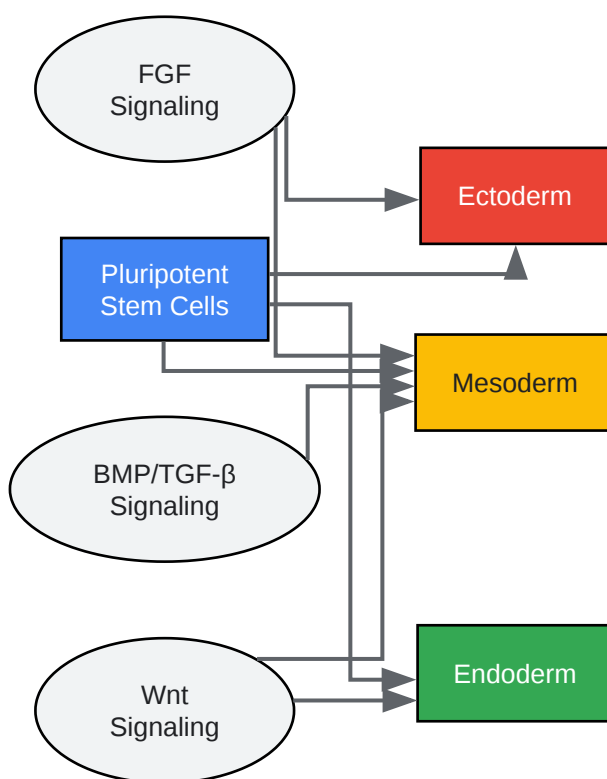 FGF
Signaling
Ectoderm
Pluripotent
Stem Cells
Mesoderm
BMP/TGF-β
Signaling
Endoderm
Wnt
Signaling